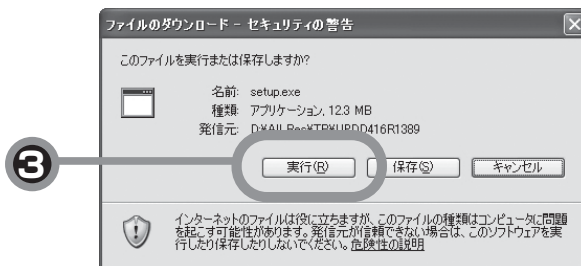 ファイルのダウンロード - セキュリティの警告
このファイルを実行または保存しますか?
名前: setup.exe
種類: アプリケーション, 12.3 MB
発信元: D:¥AILRec¥TP¥UPDD416R1389
3
実行(R)
保存(S)
キャンセル
インターネットのファイルは役に立ちますが、このファイルの種類はコンピュータに問題
を起こす可能性があります。発信元が信頼できない場合は、このソフトウェアを実
行したり保存したりしないでください。危険性の説明